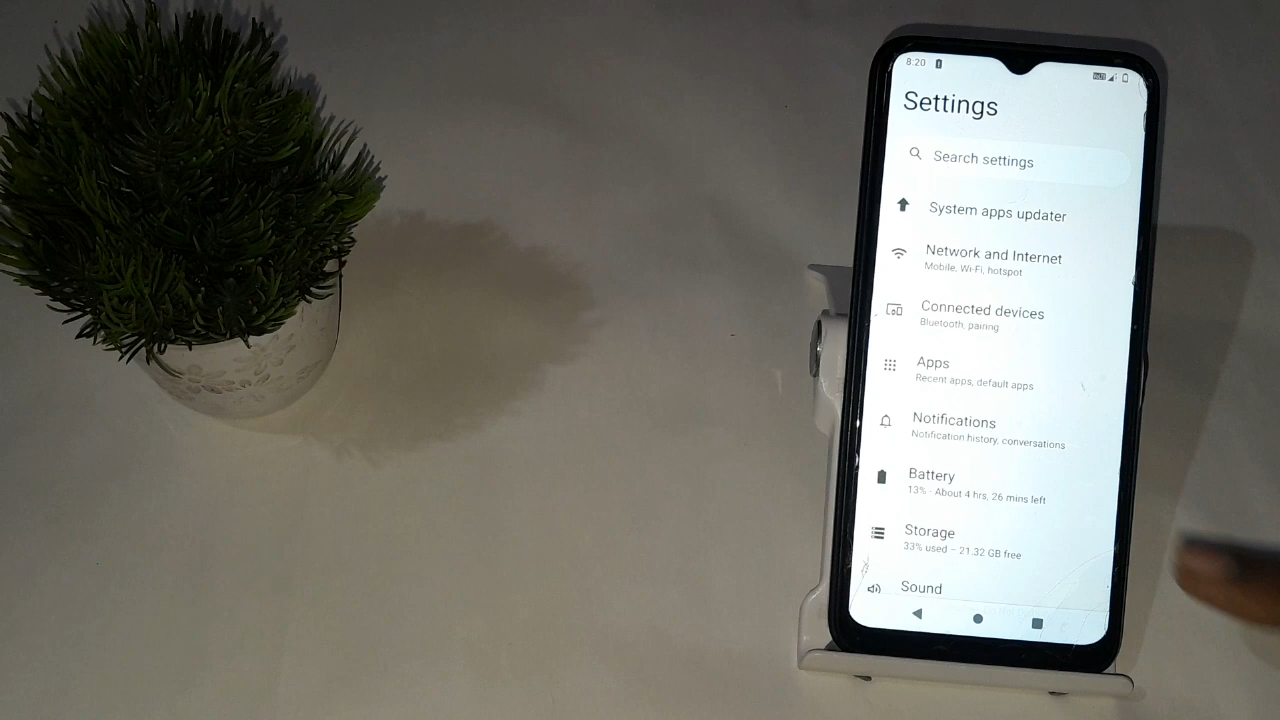 8:20
Settings
Search settings
System apps updater
Network and Internet
Mobile, Wi-Fi, hotspot
Connected devices
Bluetooth, pairing
Apps
Recent apps, default apps
Notifications
Notification history, conversations
Battery
13% - About 4 hrs, 26 mins left
Storage
33% used – 21.32 GB free
Sound